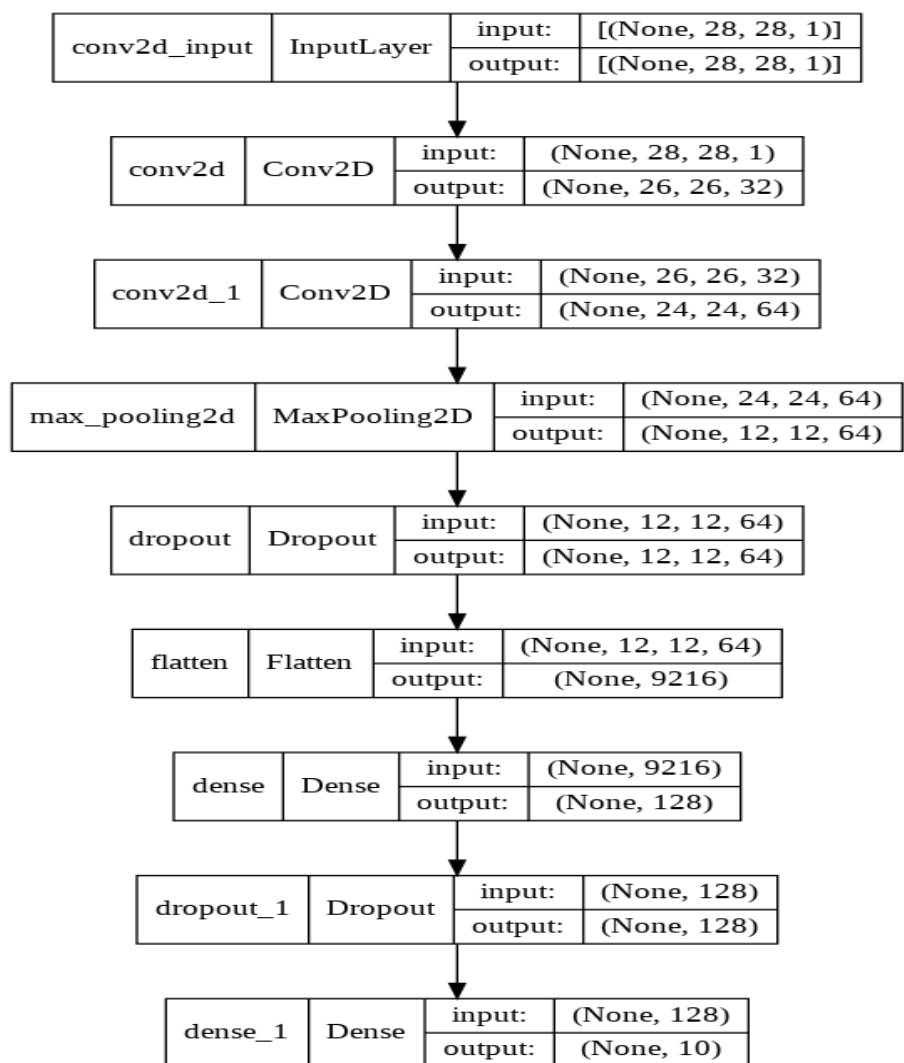 conv2d_input InputLayer input: [(None, 28, 28, 1)]
output: [(None, 28, 28, 1)]
conv2d Conv2D input: (None, 28, 28, 1)
output: (None, 26, 26, 32)
conv2d_1 Conv2D input: (None, 26, 26, 32)
output: (None, 24, 24, 64)
max_pooling2d MaxPooling2D input: (None, 24, 24, 64)
output: (None, 12, 12, 64)
dropout Dropout input: (None, 12, 12, 64)
output: (None, 12, 12, 64)
flatten Flatten input: (None, 12, 12, 64)
output: (None, 9216)
dense Dense input: (None, 9216)
output: (None, 128)
dropout_1 Dropout input: (None, 128)
output: (None, 128)
dense_1 Dense input: (None, 128)
output: (None, 10)